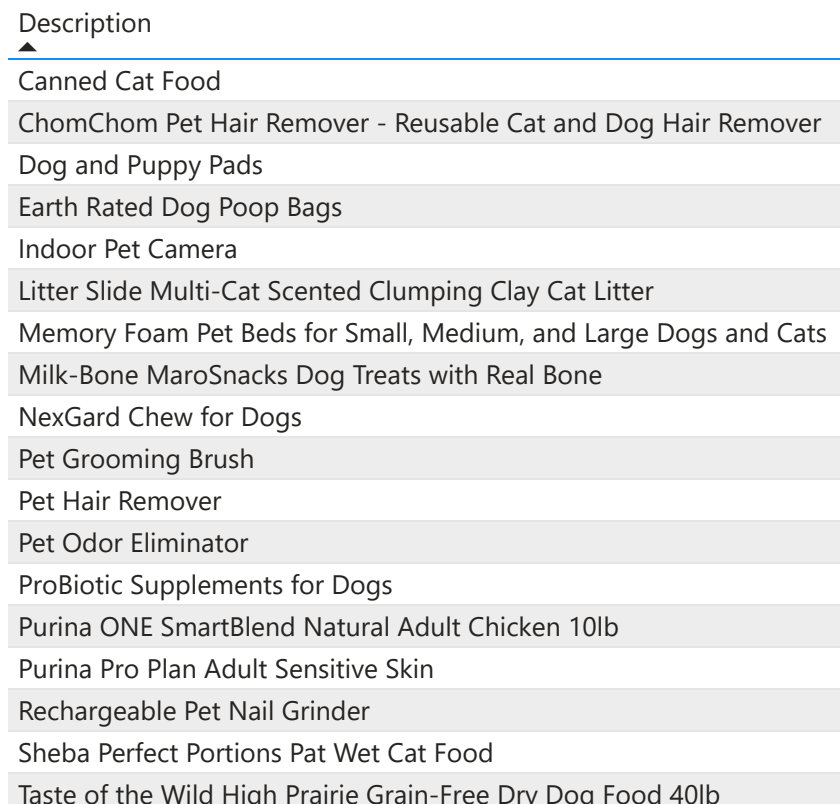 Description
Canned Cat Food
ChomChom Pet Hair Remover - Reusable Cat and Dog Hair Remover
Dog and Puppy Pads
Earth Rated Dog Poop Bags
Indoor Pet Camera
Litter Slide Multi-Cat Scented Clumping Clay Cat Litter
Memory Foam Pet Beds for Small, Medium, and Large Dogs and Cats
Milk-Bone MaroSnacks Dog Treats with Real Bone
NexGard Chew for Dogs
Pet Grooming Brush
Pet Hair Remover
Pet Odor Eliminator
ProBiotic Supplements for Dogs
Purina ONE SmartBlend Natural Adult Chicken 10lb
Purina Pro Plan Adult Sensitive Skin
Rechargeable Pet Nail Grinder
Sheba Perfect Portions Pat Wet Cat Food
Taste of the Wild High Prairie Grain-Free Dry Dog Food 40lb